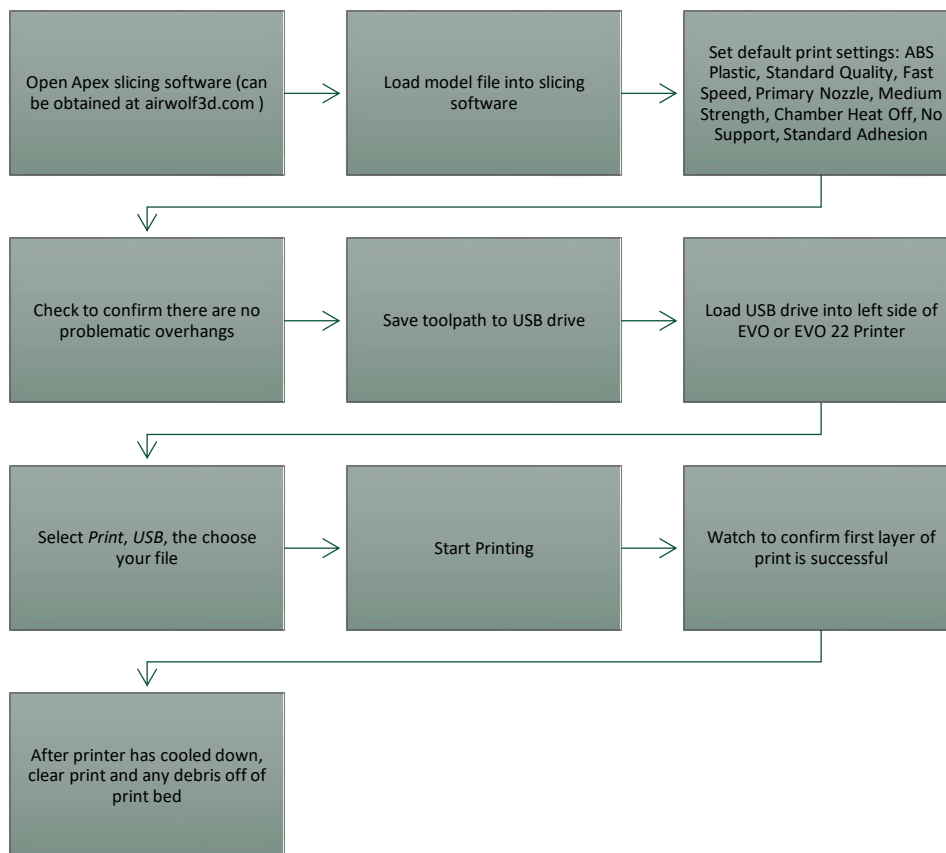 Open Apex slicing software (can
be obtained at airwolf3d.com )
Load model file into slicing
software
Set default print settings: ABS
Plastic, Standard Quality, Fast
Speed, Primary Nozzle, Medium
Strength, Chamber Heat Off, No
Support, Standard Adhesion
Check to confirm there are no
problematic overhangs
Save toolpath to USB drive
Load USB drive into left side of
EVO or EVO 22 Printer
Select Print, USB, the choose
your file
Start Printing
Watch to confirm first layer of
print is successful
After printer has cooled down,
clear print and any debris off of
print bed